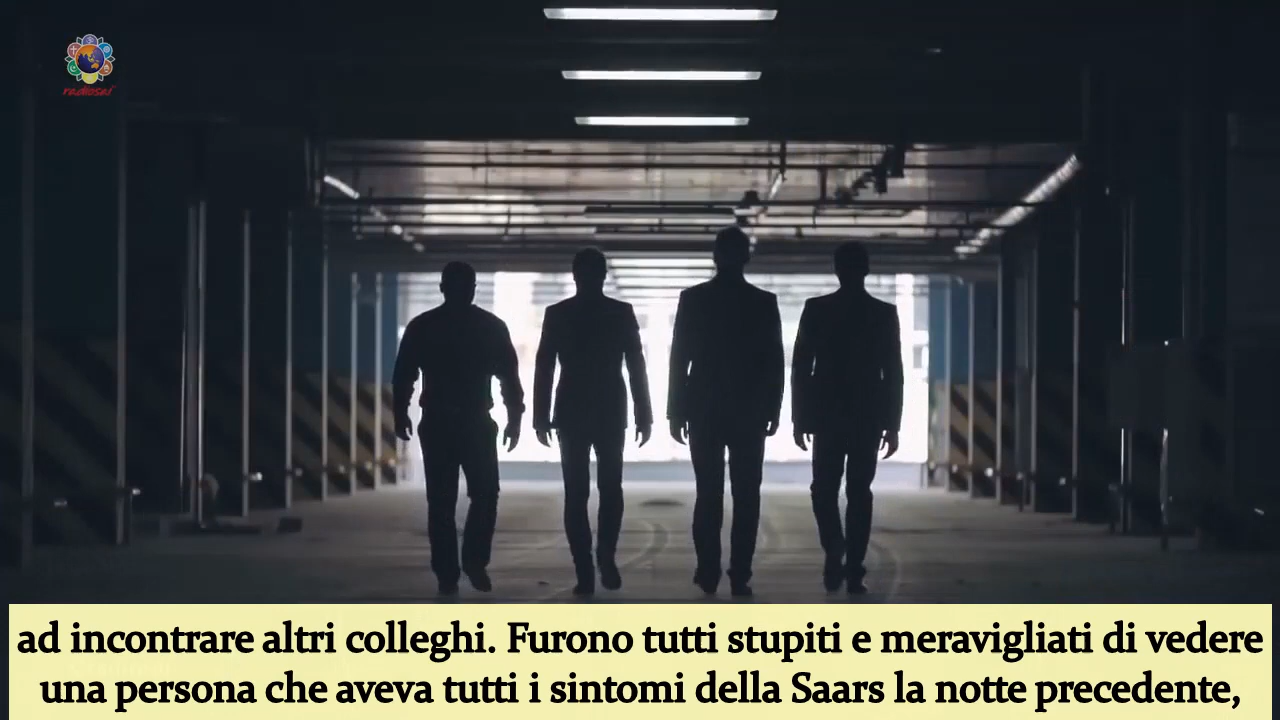 radiosai
ad incontrare altri colleghi. Furono tutti stupiti e meravigliati di vedere
una persona che aveva tutti i sintomi della Saars la notte precedente,